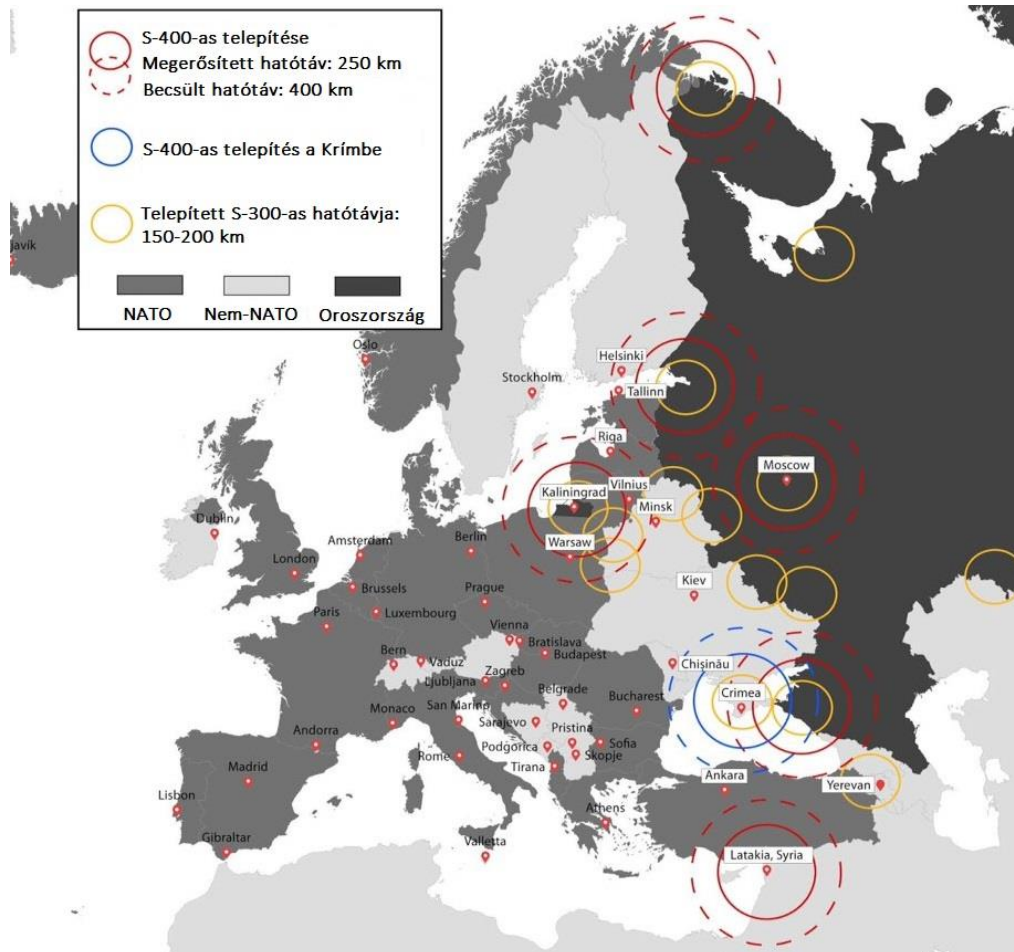 S-400-as telepítése
Megerősített hatótáv: 250 km
Becsült hatótáv: 400 km
S-400-as telepítés a Krímbe
Telepített S-300-as hatótávja:
150-200 km
NATO
Nem-NATO
Oroszország
javík
Oslo
Helsinki
Stockholm
Tallinn
Riga
Moscow
Kaliningrad
Vilnius
Minsk
Dublin
Amsterdam
Berlin
Warsaw
London
Brussels
Prague
Kiev
Paris
Luxembourg
Vienna
Bratislava
Budapest
Bern
Vaduz
Chișinău
Ljubljana
Zagreb
Belgrade
Bucharest
Crimea
Monaco
San Marino
Sarajevo
Pristina
Andorra
Rome
Podgorica
Sofia
Skopje
Tirana
Madrid
Ankara
Yerevan
Lisbon
Athens
Gibraltar
Valletta
Latakia, Syria